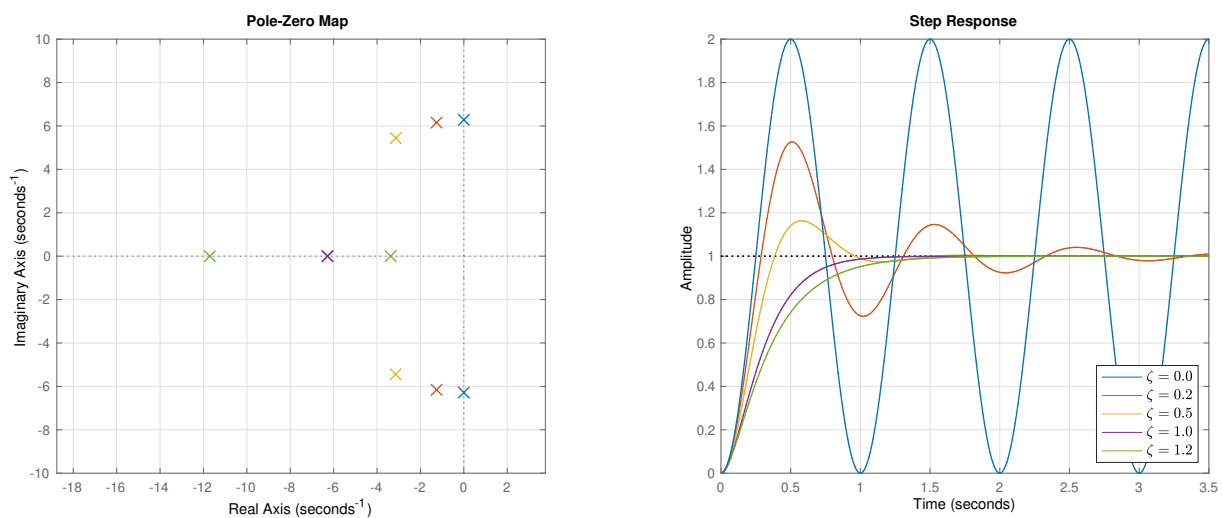 Pole-Zero Map
10
8
6
4
2
0
-2
-4
-6
-8
-10
Imaginary Axis (seconds⁻¹)
-18 -16 -14 -12 -10 -8 -6 -4 -2 0 2
Real Axis (seconds⁻¹)
Step Response
2
1.8
1.6
1.4
1.2
1
0.8
0.6
0.4
0.2
0
Amplitude
0 0.5 1 1.5 2 2.5 3 3.5
Time (seconds)
ζ = 0.0
ζ = 0.2
ζ = 0.5
ζ = 1.0
ζ = 1.2